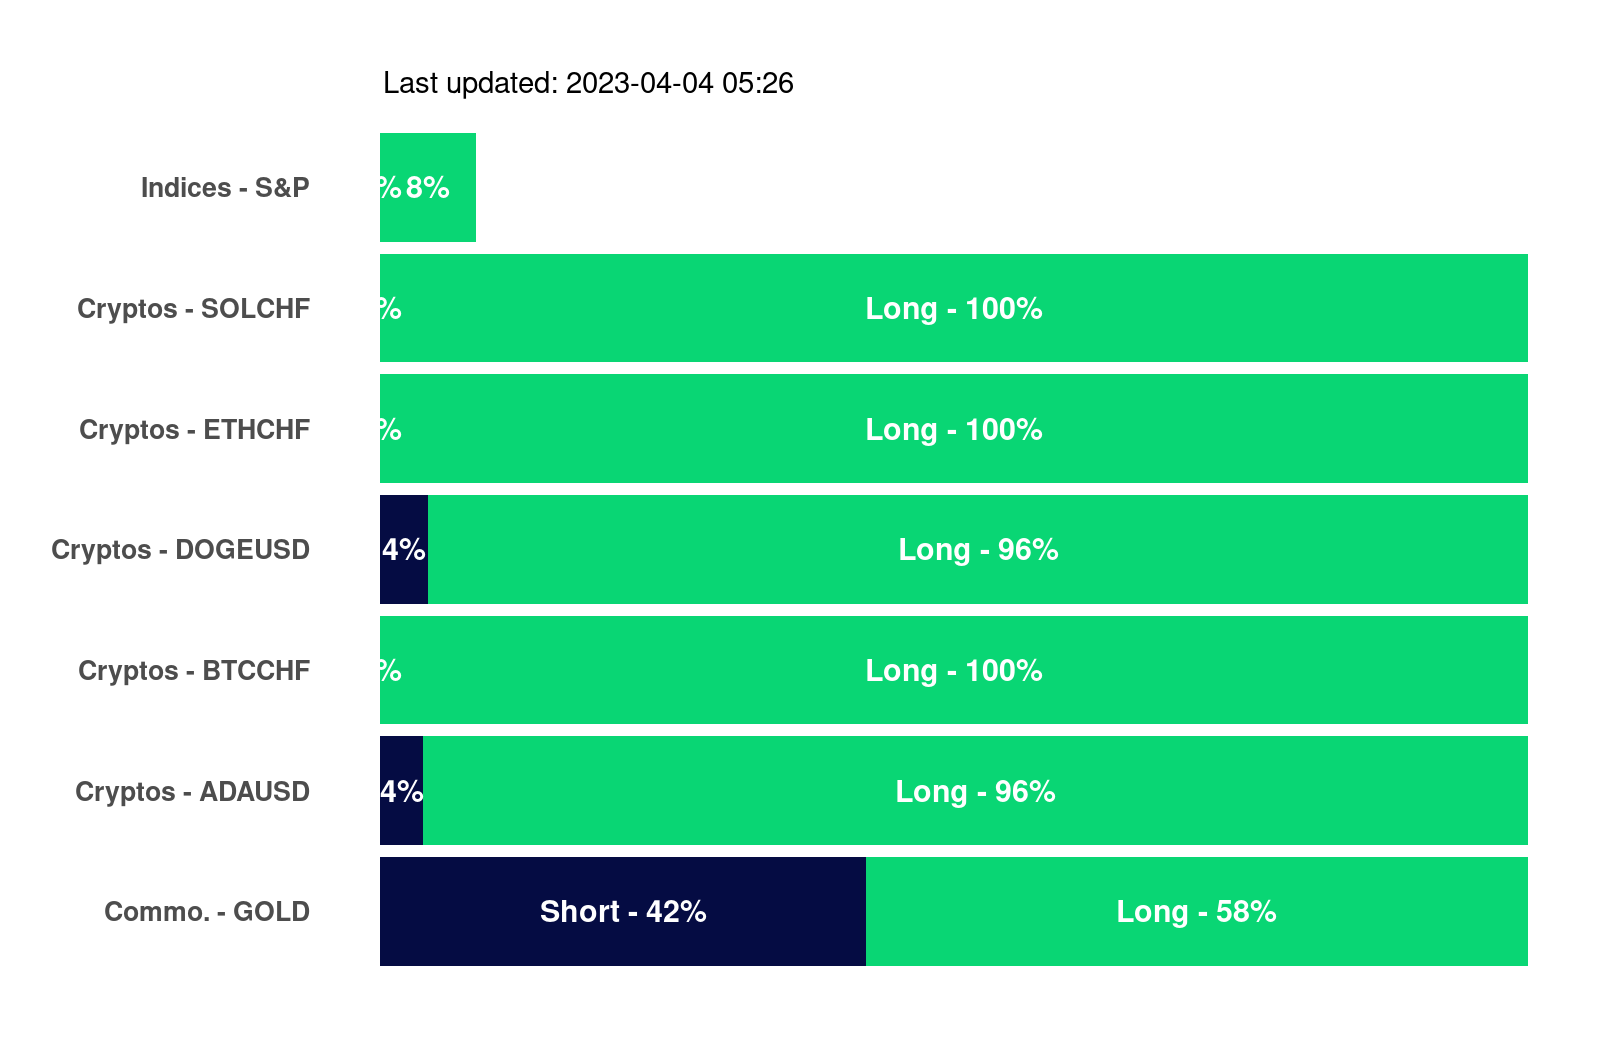 Last updated: 2023-04-04 05:26
Indices - S&P % 8%
Cryptos - SOLCHF % Long - 100%
Cryptos - ETHCHF % Long - 100%
Cryptos - DOGEUSD 4% Long - 96%
Cryptos - BTCCHF % Long - 100%
Cryptos - ADAUSD 4% Long - 96%
Commo. - GOLD Short - 42% Long - 58%